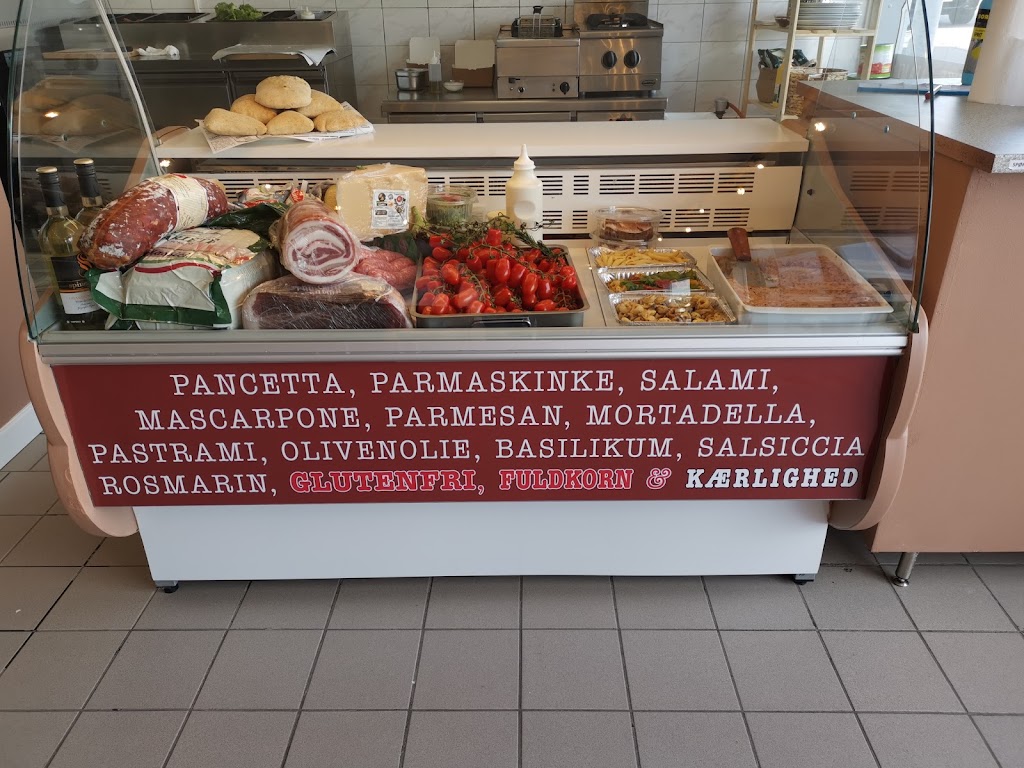 PANCETTA, PARMASKINKE, SALAMI,
MASCARPONE, PARMESAN, MORTADELLA,
PASTRAMI, OLIVENOLIE, BASILIKUM, SALSICCIA
ROSMARIN, GLUTENFRI, FULDKORN & KÆRLIGHED